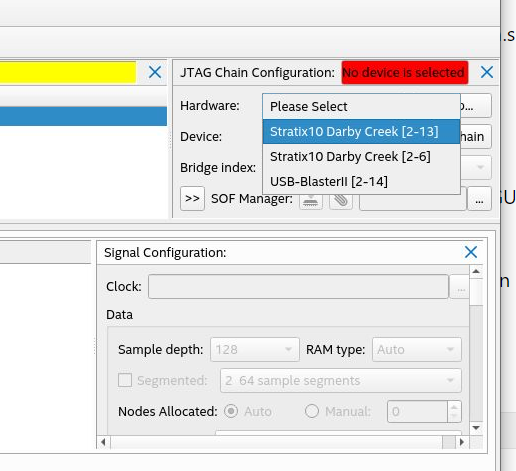 JTAG Chain Configuration: No device is selected
Hardware: Please Select
Stratix10 Darby Creek [2-13]
Device:
Stratix10 Darby Creek [2-6]
Bridge index:
USB-BlasterII [2-14]
>> SOF Manager: ...
Signal Configuration:
Clock: ...
Data
Sample depth: 128 RAM type: Auto
Segmented: 2 64 sample segments
Nodes Allocated: Auto Manual: 0